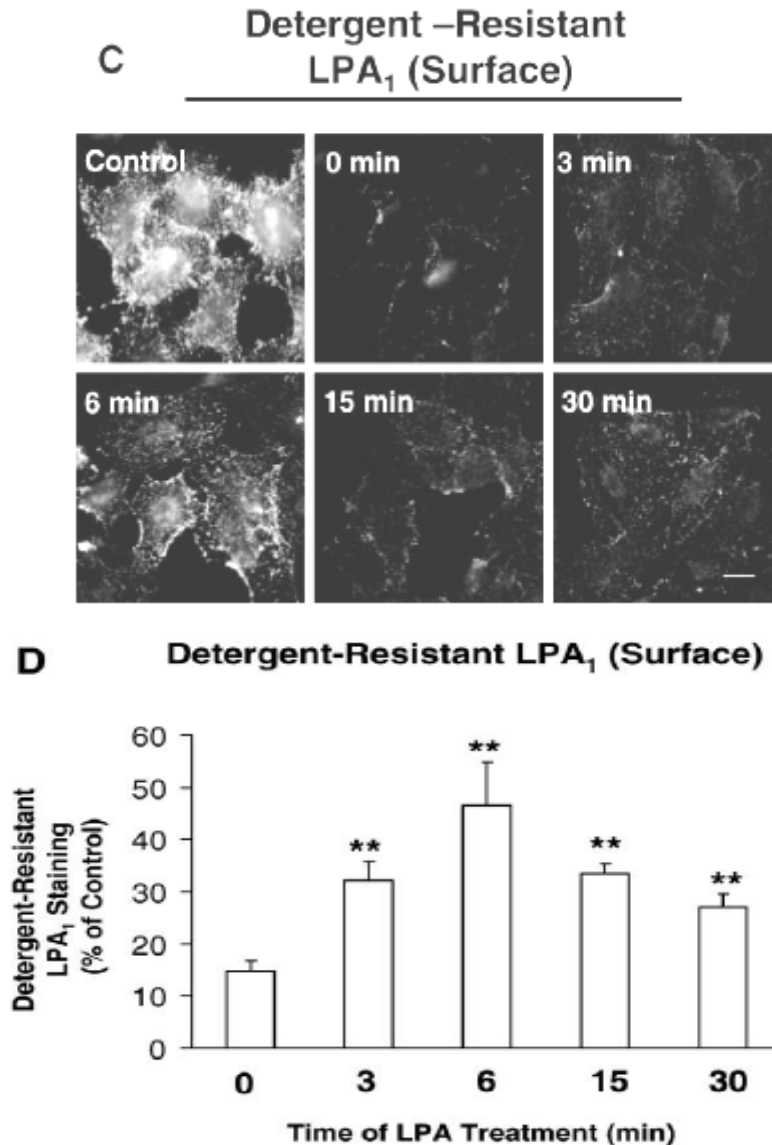 C
Detergent –Resistant
LPA₁ (Surface)
Control
0 min
3 min
6 min
15 min
30 min
D
Detergent-Resistant LPA₁ (Surface)
Detergent-Resistant
LPA₁ Staining
(% of Control)
60
50
40
30
20
10
0
**
**
**
**
0
3
6
15
30
Time of LPA Treatment (min)